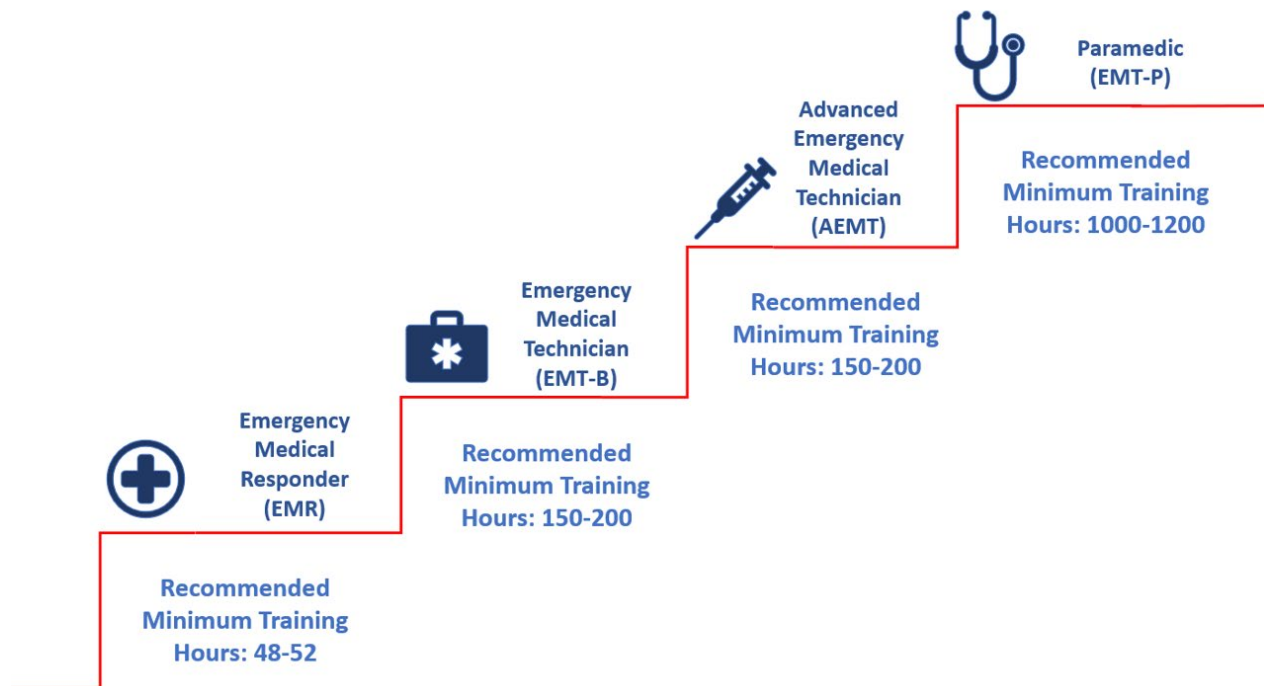 Paramedic
(EMT-P)
Recommended
Minimum Training
Hours: 1000-1200
Advanced
Emergency
Medical
Technician
(AEMT)
Recommended
Minimum Training
Hours: 150-200
Emergency
Medical
Technician
(EMT-B)
Recommended
Minimum Training
Hours: 150-200
Emergency
Medical
Responder
(EMR)
Recommended
Minimum Training
Hours: 48-52